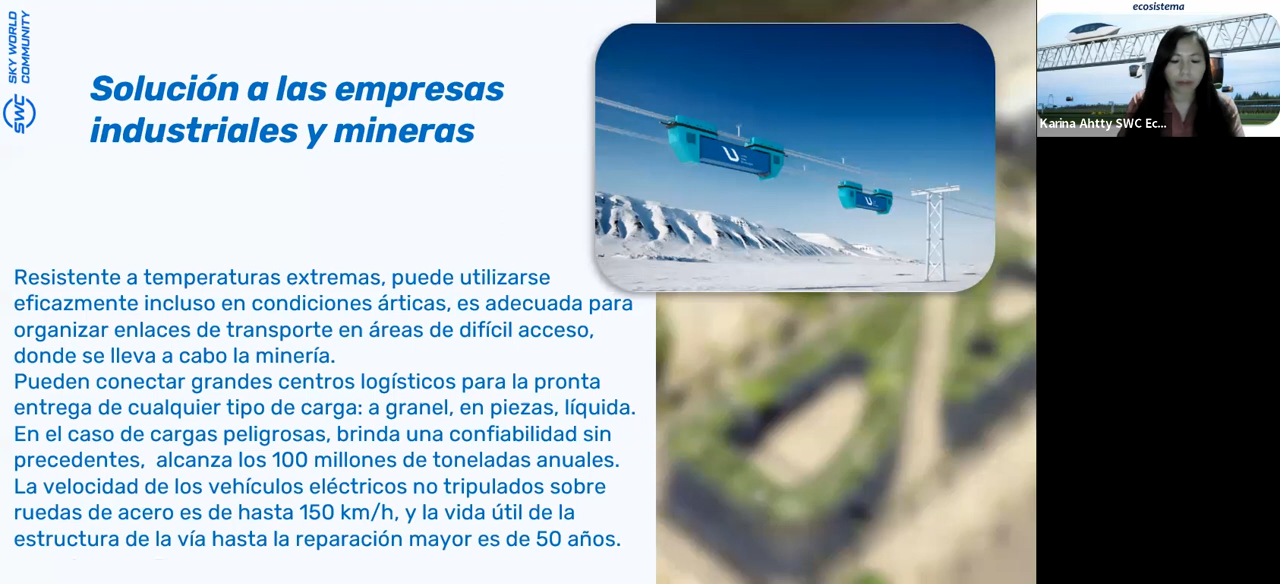 SKY WORLD
COMMUNITY
SWC
Solución a las empresas
industriales y mineras
Resistente a temperaturas extremas, puede utilizarse
eficazmente incluso en condiciones árticas, es adecuada para
organizar enlaces de transporte en áreas de difícil acceso,
donde se lleva a cabo la minería.
Pueden conectar grandes centros logísticos para la pronta
entrega de cualquier tipo de carga: a granel, en piezas, líquida.
En el caso de cargas peligrosas, brinda una confiabilidad sin
precedentes,  alcanza los 100 millones de toneladas anuales.
La velocidad de los vehículos eléctricos no tripulados sobre
ruedas de acero es de hasta 150 km/h, y la vida útil de la
estructura de la vía hasta la reparación mayor es de 50 años.
ecosistema
Karina Ahtty SWC Ec...